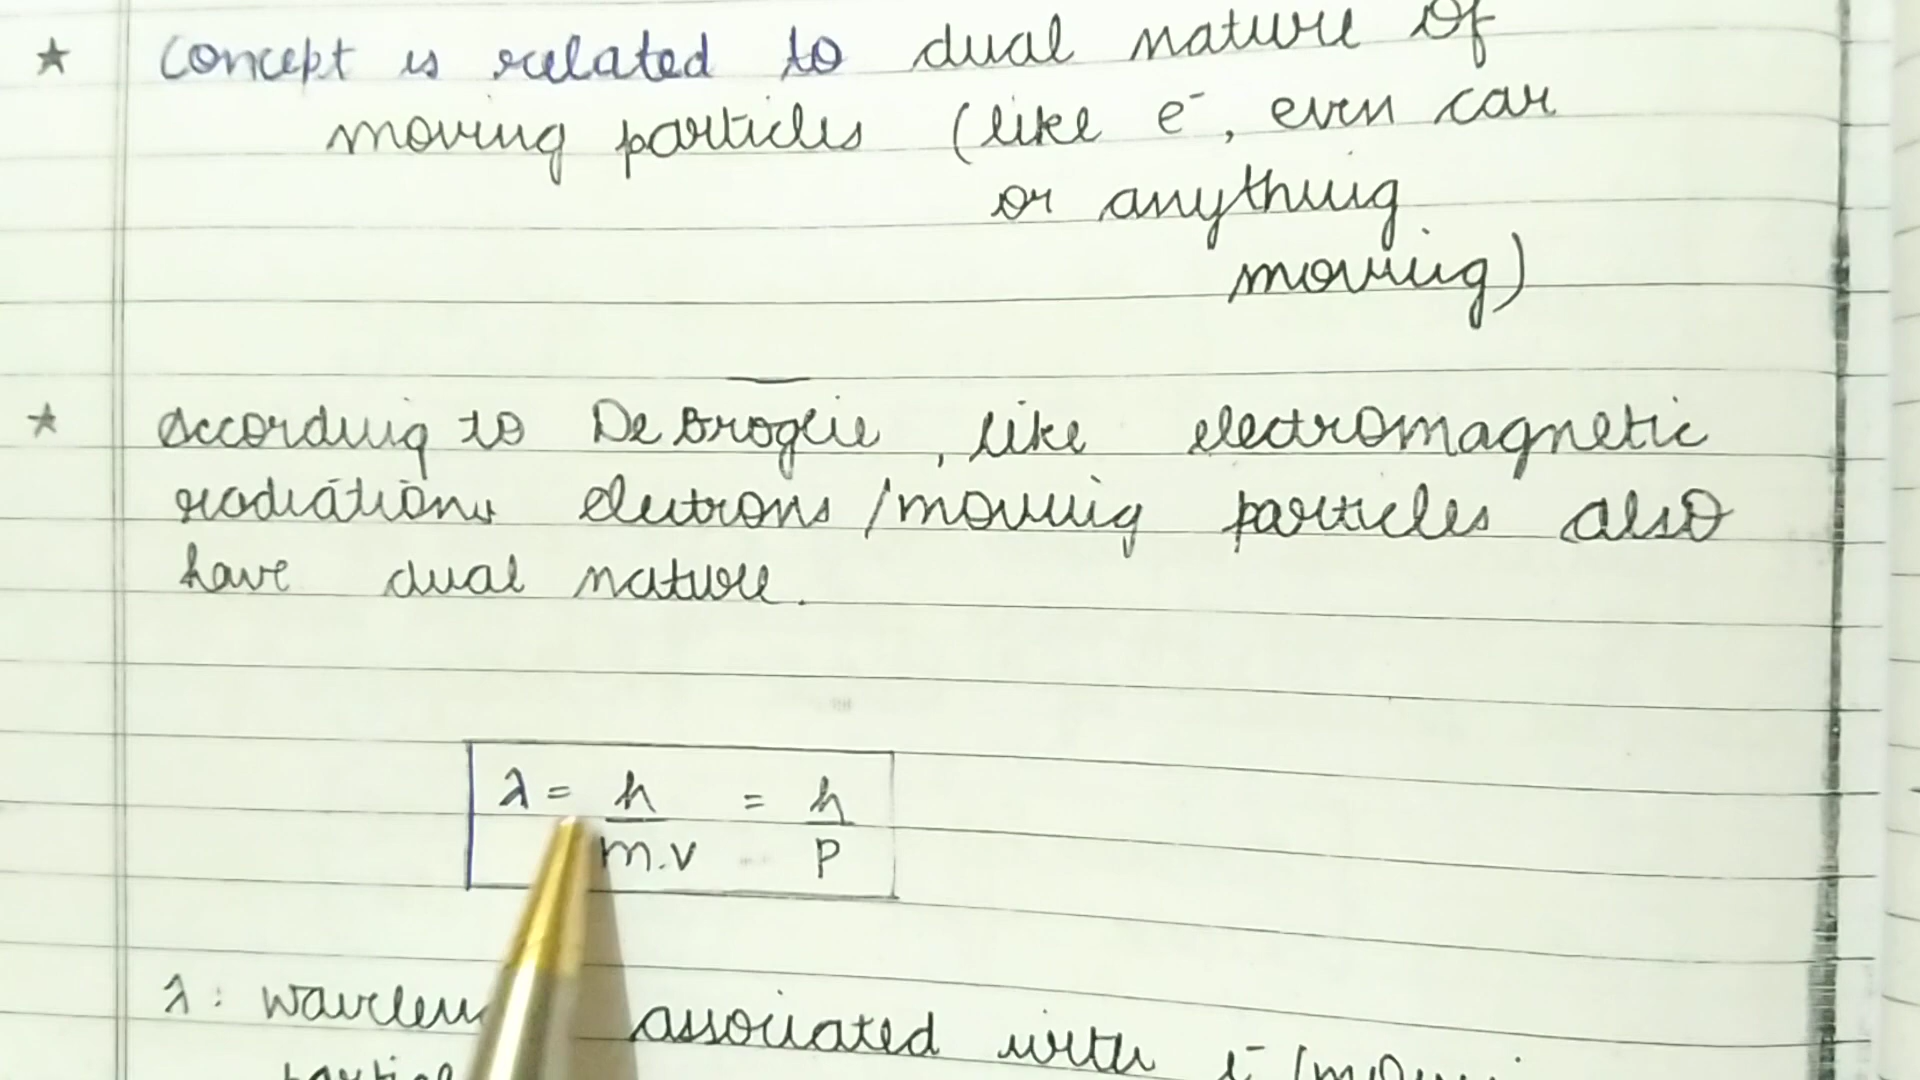 ★ Concept is related to dual nature of
moving particles (like e⁻, even car
or anything
moving)
★ According to De Broglie, like electromagnetic
radiations electrons/moving particles also
have dual nature.
λ = h/m.v = h/p
λ: associated with e⁻